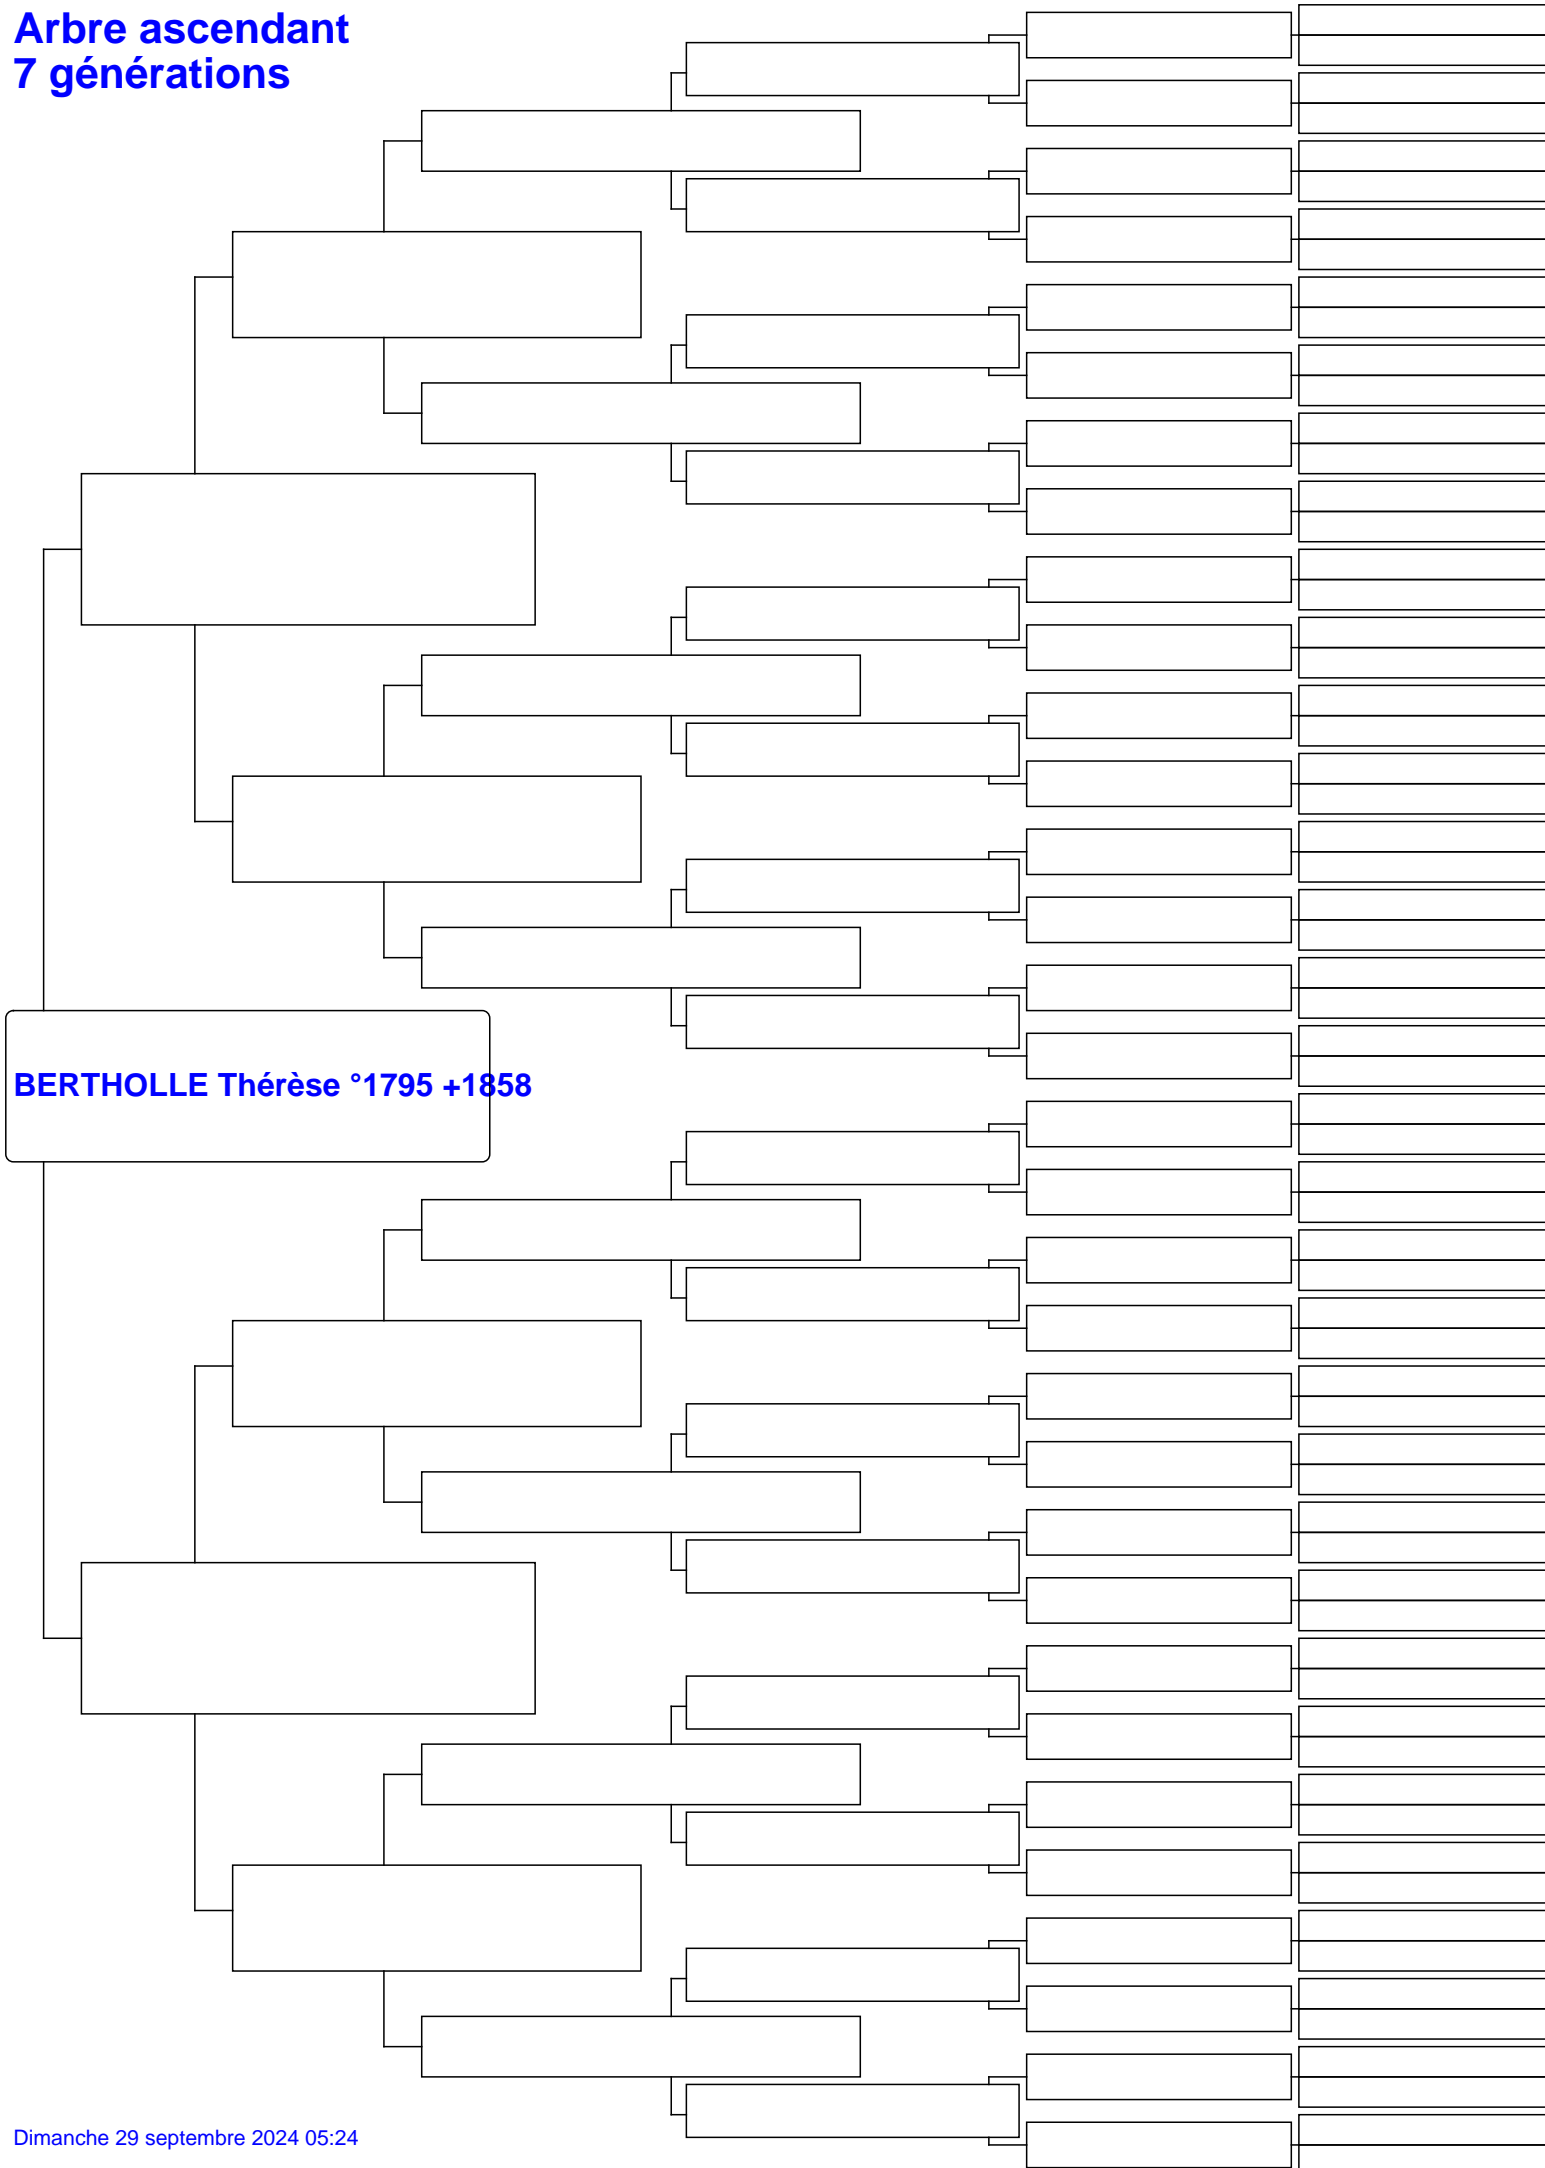 Arbre ascendant
7 générations
BERTHOLLE Thérèse °1795 +1858
Dimanche 29 septembre 2024 05:24